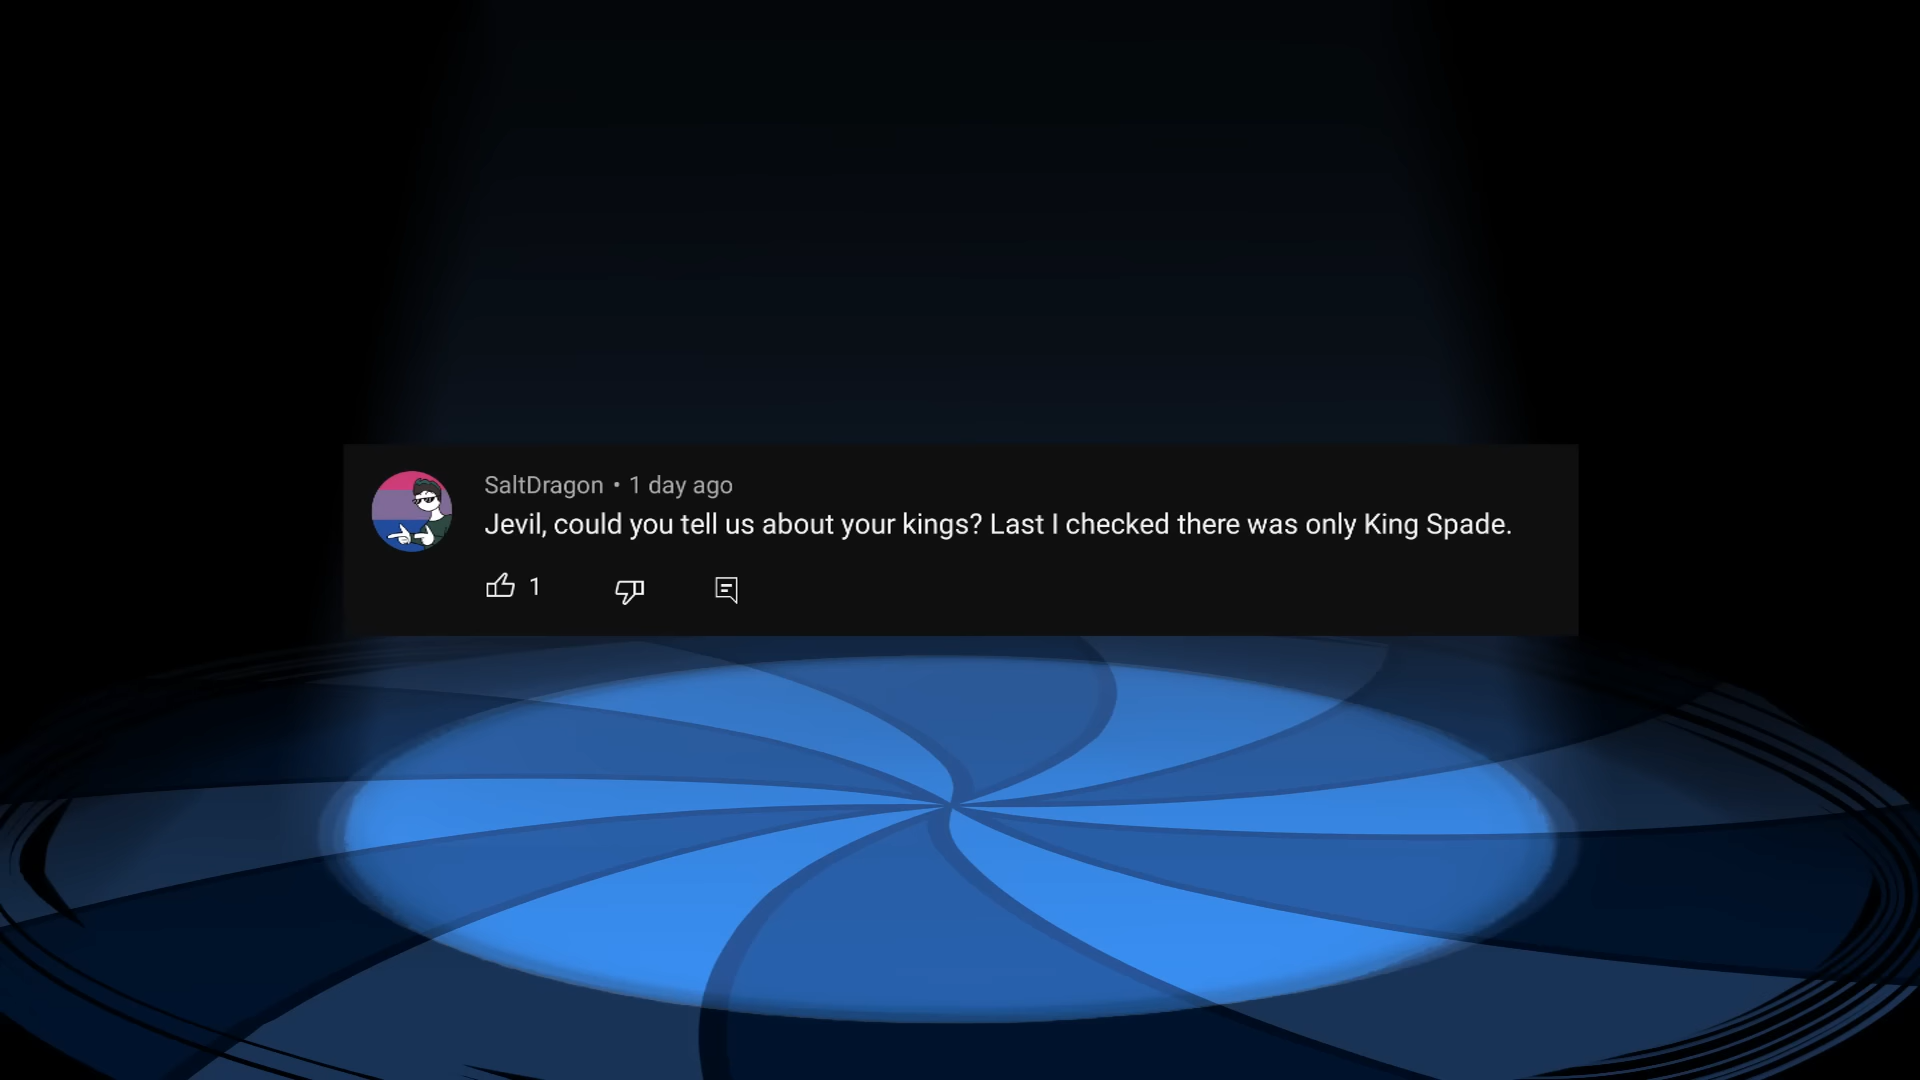 SaltDragon • 1 day ago
Jevil, could you tell us about your kings? Last I checked there was only King Spade.
1